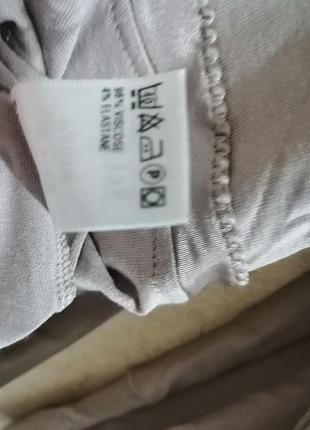 96% VISCOSE
4% ELASTANE
P